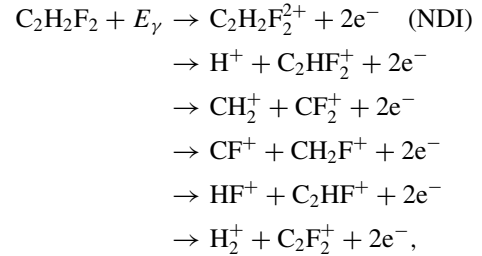 C₂H₂F₂ + E_γ → C₂H₂F₂²⁺ + 2e⁻ (NDI)
→ H⁺ + C₂HF₂⁺ + 2e⁻
→ CH₂⁺ + CF₂⁺ + 2e⁻
→ CF⁺ + CH₂F⁺ + 2e⁻
→ HF⁺ + C₂HF⁺ + 2e⁻
→ H₂⁺ + C₂F₂⁺ + 2e⁻,